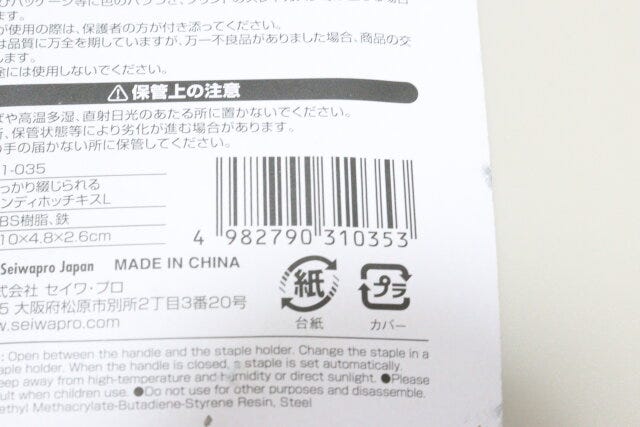 が使用の際は、保護者の方が付き添ってください。
は品質に万全を期していますが、万一不良品がありました場合、商品の交
します。
途には使用しないでください。
⚠保管上の注意
ばや高温多湿、直射日光のあたる所に置かないでください。
所、保管状態等により劣化が進む場合があります。
の手の届かない所に保管してください。
1-035
っかり綴じられる
ンディホッチキスL
BS樹脂、鉄
10×4.8×2.6cm
4 982790 310353
Seiwapro Japan MADE IN CHINA
式会社 セイワ・プロ
5 大阪府松原市別所2丁目3番20号
www.seiwapro.com
紙 プラ
台紙 カバー
: Open between the handle and the staple holder. Change the staple in a
staple holder. When the handle is closed, a staple is set automatically.
eep away from high-temperature and humidity or direct sunlight. ●Please
ult when children use. ●Do not use for other purposes and disassemble.
ethyl Methacrylate-Butadiene-Styrene Resin, Steel